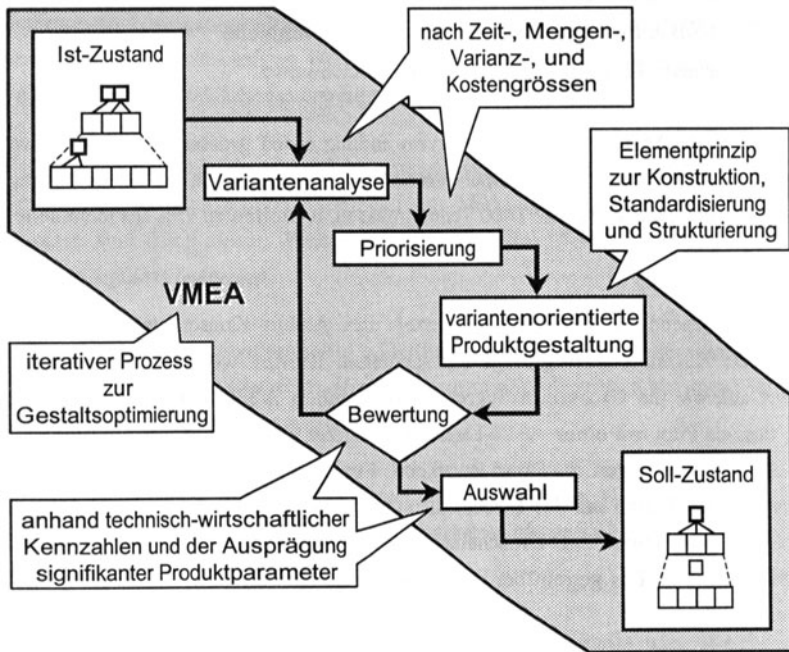 Ist-Zustand
nach Zeit-, Mengen-,
Varianz-, und
Kostengrössen
Variantenanalyse
Elementprinzip
zur Konstruktion,
Standardisierung
und Strukturierung
Priorisierung
VMEA
variantenorientierte
Produktgestaltung
iterativer Prozess
zur
Gestaltsoptimierung
Bewertung
Auswahl
Soll-Zustand
anhand technisch-wirtschaftlicher
Kennzahlen und der Ausprägung
signifikanter Produktparameter